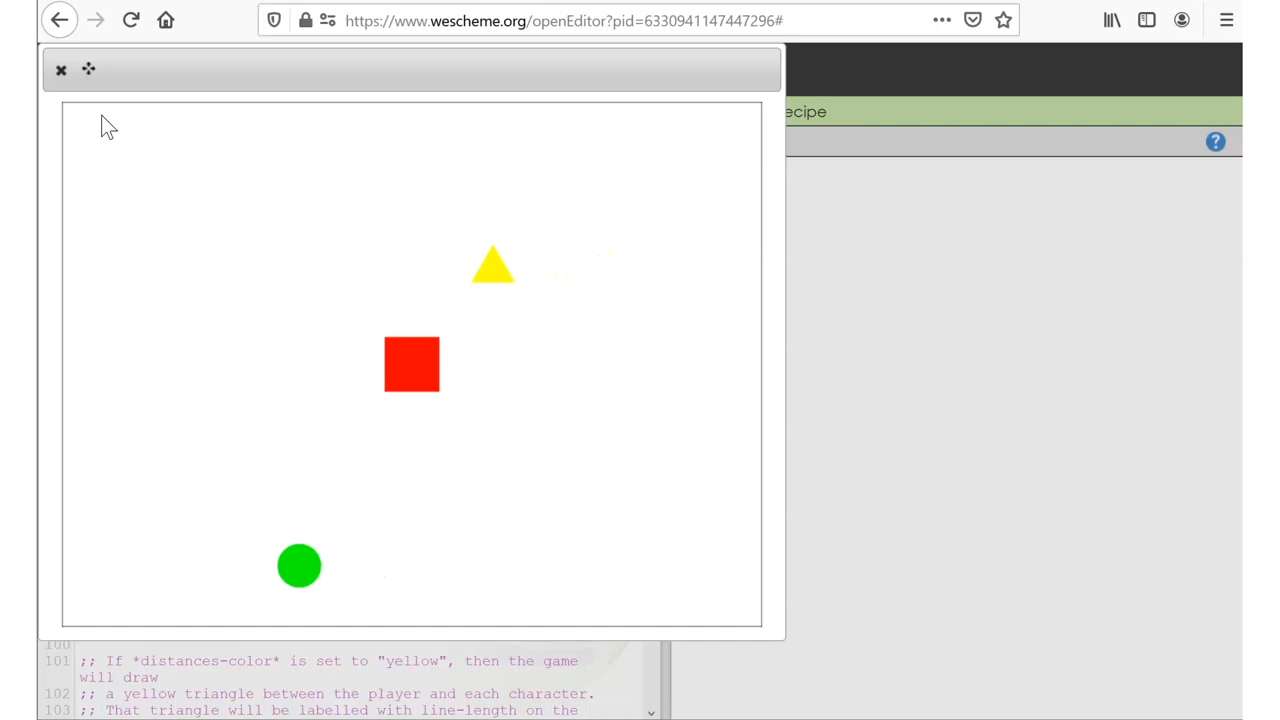 https://www.wescheme.org/openEditor?pid=6330941147447296#
ecipe
?
100
101 ;; If *distances-color* is set to "yellow", then the game
will draw
102 ;; a yellow triangle between the player and each character.
103 ;; That triangle will be labelled with line-length on the